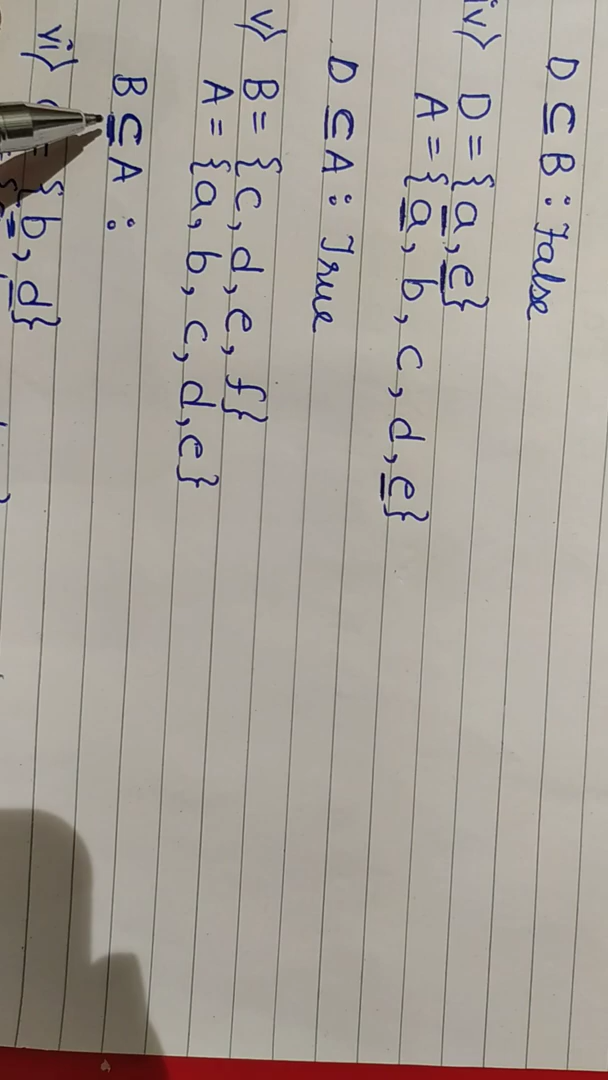 D ⊆ B : False
iv) D = {a, e}
A = {a, b, c, d, e}
D ⊆ A : True
v) B = {c, d, e, f}
A = {a, b, c, d, e}
B ⊆ A :
vi) = {b, d}